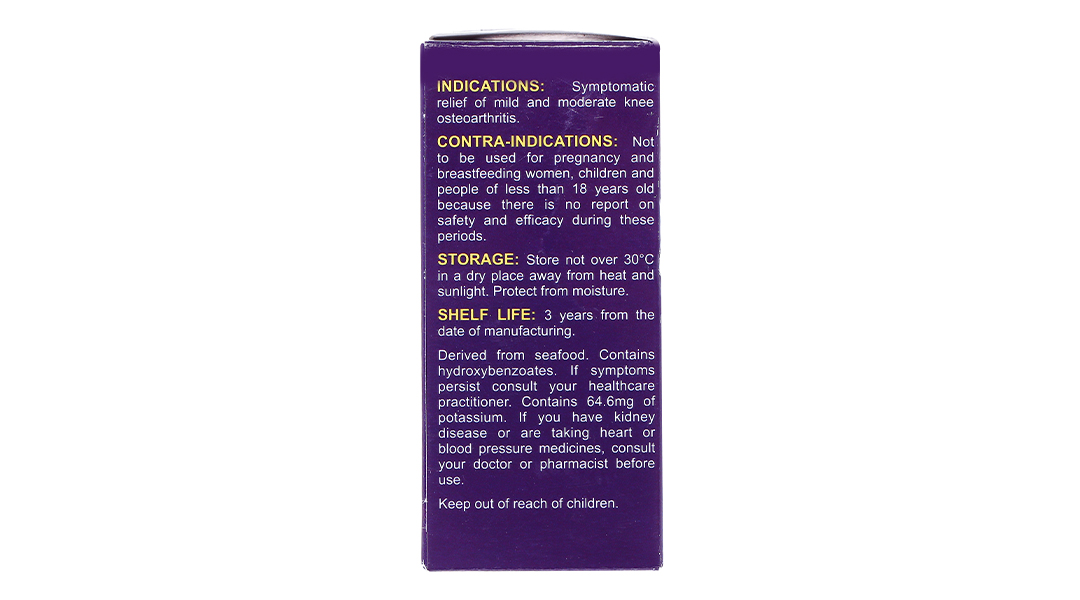 INDICATIONS: Symptomatic
relief of mild and moderate knee
osteoarthritis.
CONTRA-INDICATIONS: Not
to be used for pregnancy and
breastfeeding women, children and
people of less than 18 years old
because there is no report on
safety and efficacy during these
periods.
STORAGE: Store not over 30°C
in a dry place away from heat and
sunlight. Protect from moisture.
SHELF LIFE: 3 years from the
date of manufacturing.
Derived from seafood. Contains
hydroxybenzoates. If symptoms
persist consult your healthcare
practitioner. Contains 64.6mg of
potassium. If you have kidney
disease or are taking heart or
blood pressure medicines, consult
your doctor or pharmacist before
use.
Keep out of reach of children.